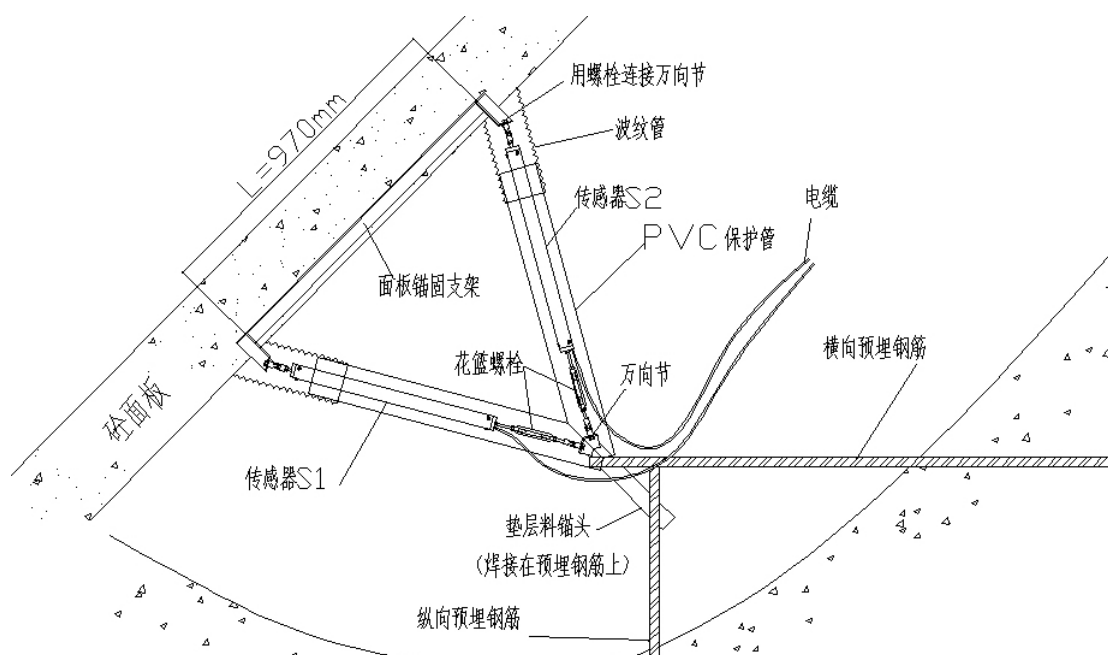 用螺栓连接万向节
L=970mm
波纹管
传感器S2
电缆
PVC保护管
面板锚固支架
花篮螺栓
万向节
横向预埋钢筋
砼面板
传感器S1
垫层料锚头
(焊接在预埋钢筋上)
纵向预埋钢筋